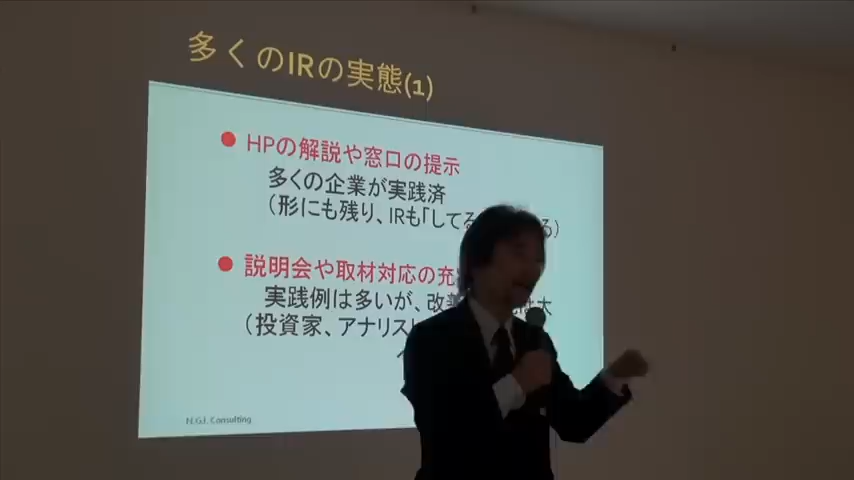 多くのIRの実態(1)
● HPの解説や窓口の提示
多くの企業が実践済
（形にも残り、IRも「して る）
● 説明会や取材対応の充
実践例は多いが、改 は大
（投資家、アナリスト
N.G.I. Consulting